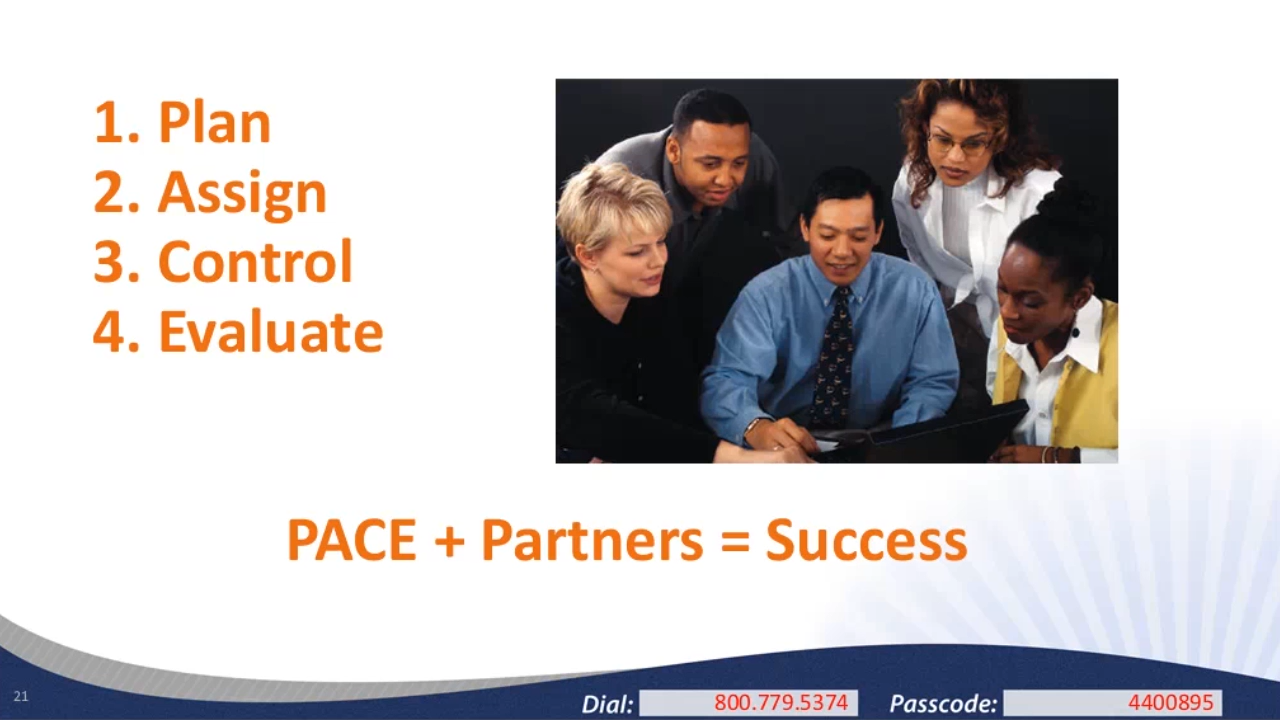 1. Plan
2. Assign
3. Control
4. Evaluate
PACE + Partners = Success
21
Dial: 800.779.5374 Passcode: 4400895